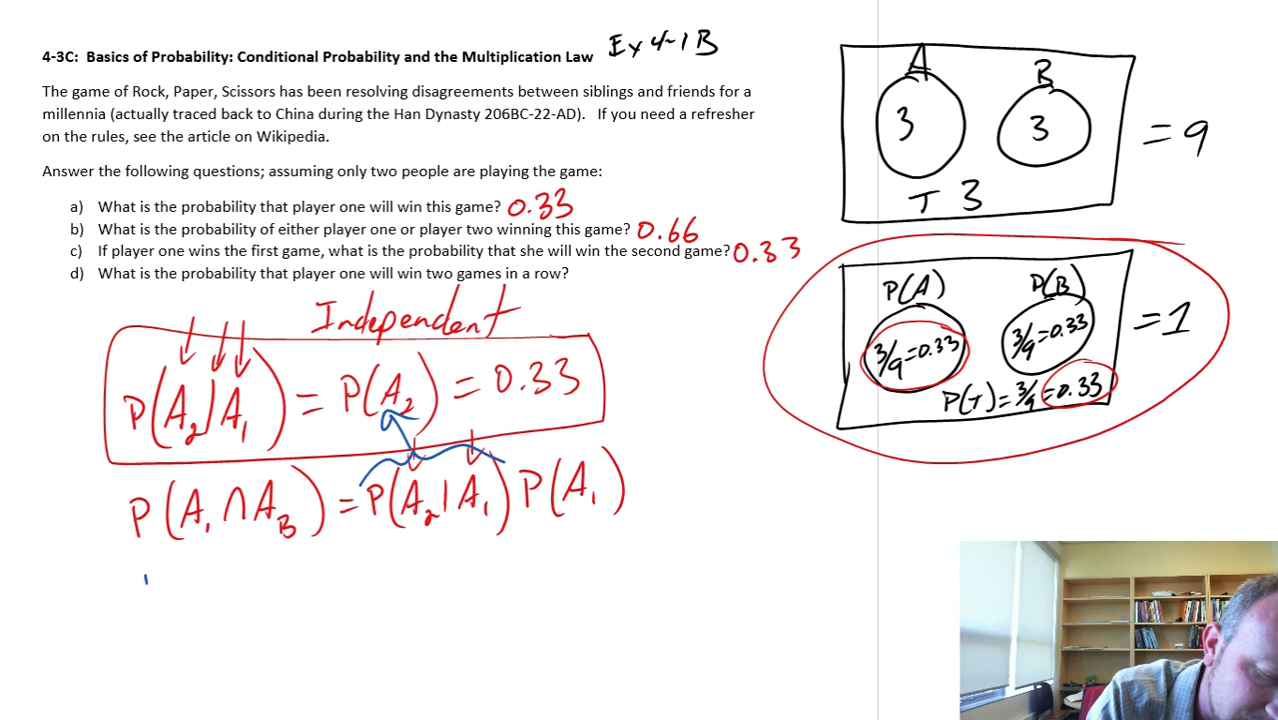 4-3C: Basics of Probability: Conditional Probability and the Multiplication Law Ex 4-1 B
The game of Rock, Paper, Scissors has been resolving disagreements between siblings and friends for a
millennia (actually traced back to China during the Han Dynasty 206BC-22-AD). If you need a refresher
on the rules, see the article on Wikipedia.
Answer the following questions; assuming only two people are playing the game:
a) What is the probability that player one will win this game? 0.33
b) What is the probability of either player one or player two winning this game? 0.66
c) If player one wins the first game, what is the probability that she will win the second game? 0.33
d) What is the probability that player one will win two games in a row?
Independent
P(A₂|A₁) = P(A₂) = 0.33
P(A₁ ∩ A_B) = P(A₂|A₁) P(A₁)
A B
3 3 = 9
T 3
P(A) P(B)
3/9=0.33 3/9=0.33 = 1
P(T)=3/9=0.33